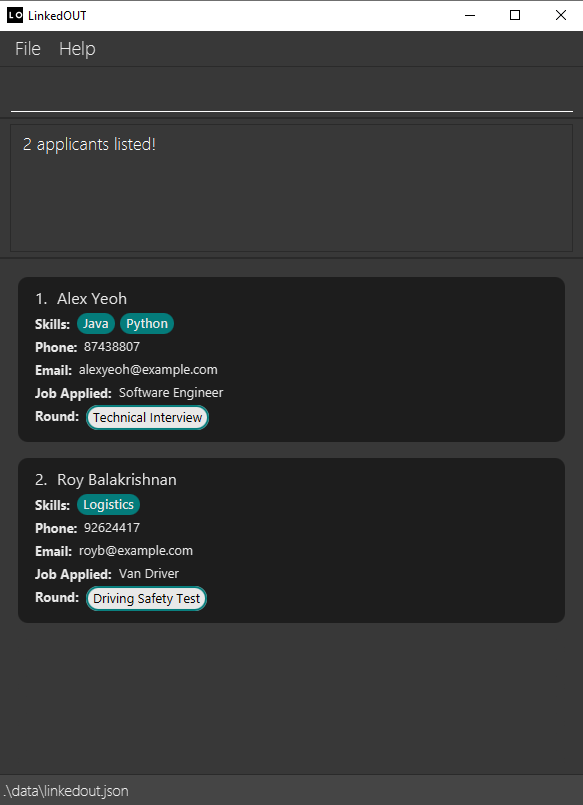 LO LinkedOUT
File Help
2 applicants listed!
1. Alex Yeoh
Skills: Java Python
Phone: 87438807
Email: alexyeoh@example.com
Job Applied: Software Engineer
Round: Technical Interview
2. Roy Balakrishnan
Skills: Logistics
Phone: 92624417
Email: royb@example.com
Job Applied: Van Driver
Round: Driving Safety Test
.\data\linkedout.json